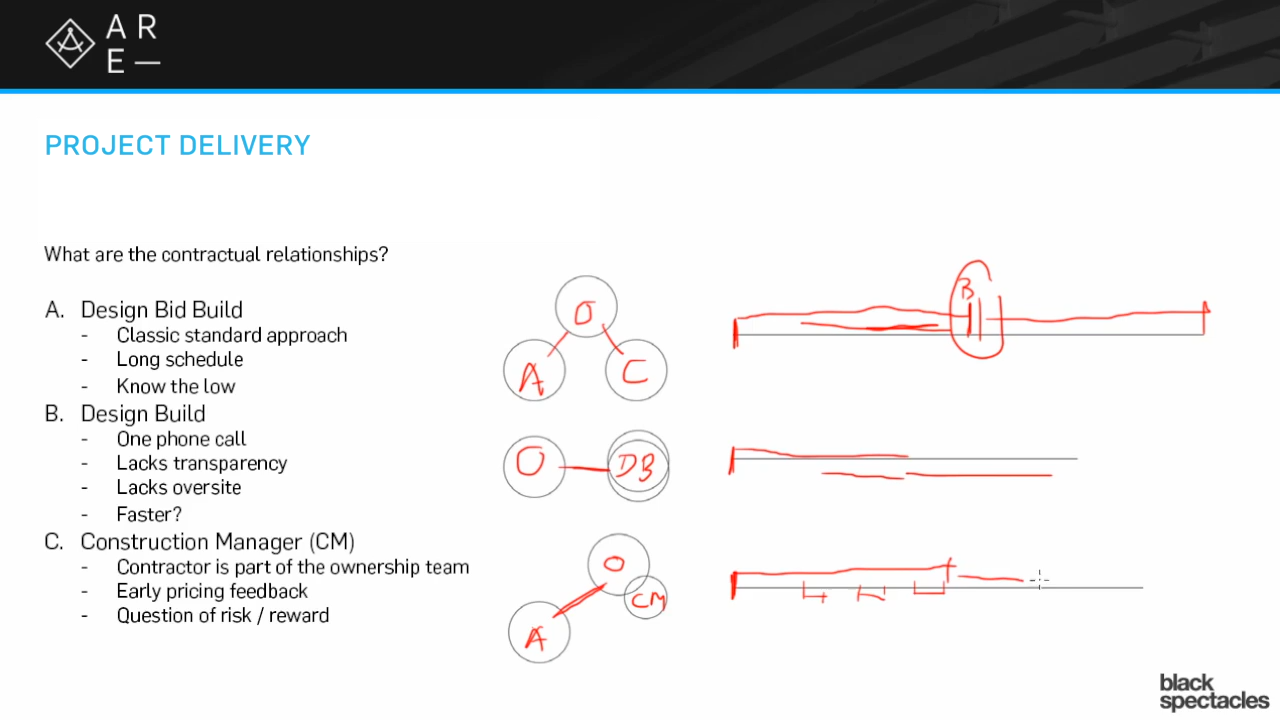 A R
E —
PROJECT DELIVERY
What are the contractual relationships?
A. Design Bid Build
- Classic standard approach
- Long schedule
- Know the low
B. Design Build
- One phone call
- Lacks transparency
- Lacks oversite
- Faster?
C. Construction Manager (CM)
- Contractor is part of the ownership team
- Early pricing feedback
- Question of risk / reward
O
A C
B
O DB
O
CM
A
black
spectacles